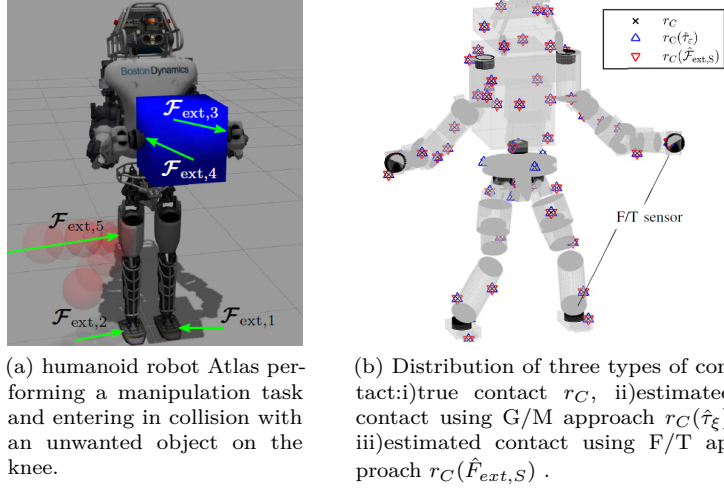 Boston Dynamics
𝓕ext,3
𝓕ext,4
𝓕ext,5
𝓕ext,2
𝓕ext,1
r_C
r_C(τ̂_ε)
r_C(𝓕̂_ext,S)
F/T sensor
(a) humanoid robot Atlas per-
forming a manipulation task
and entering in collision with
an unwanted object on the
knee.
(b) Distribution of three types of con
tact:i)true contact r_C, ii)estimated
contact using G/M approach r_C(τ̂_ξ)
iii)estimated contact using F/T ap
proach r_C(F̂_ext,S) .